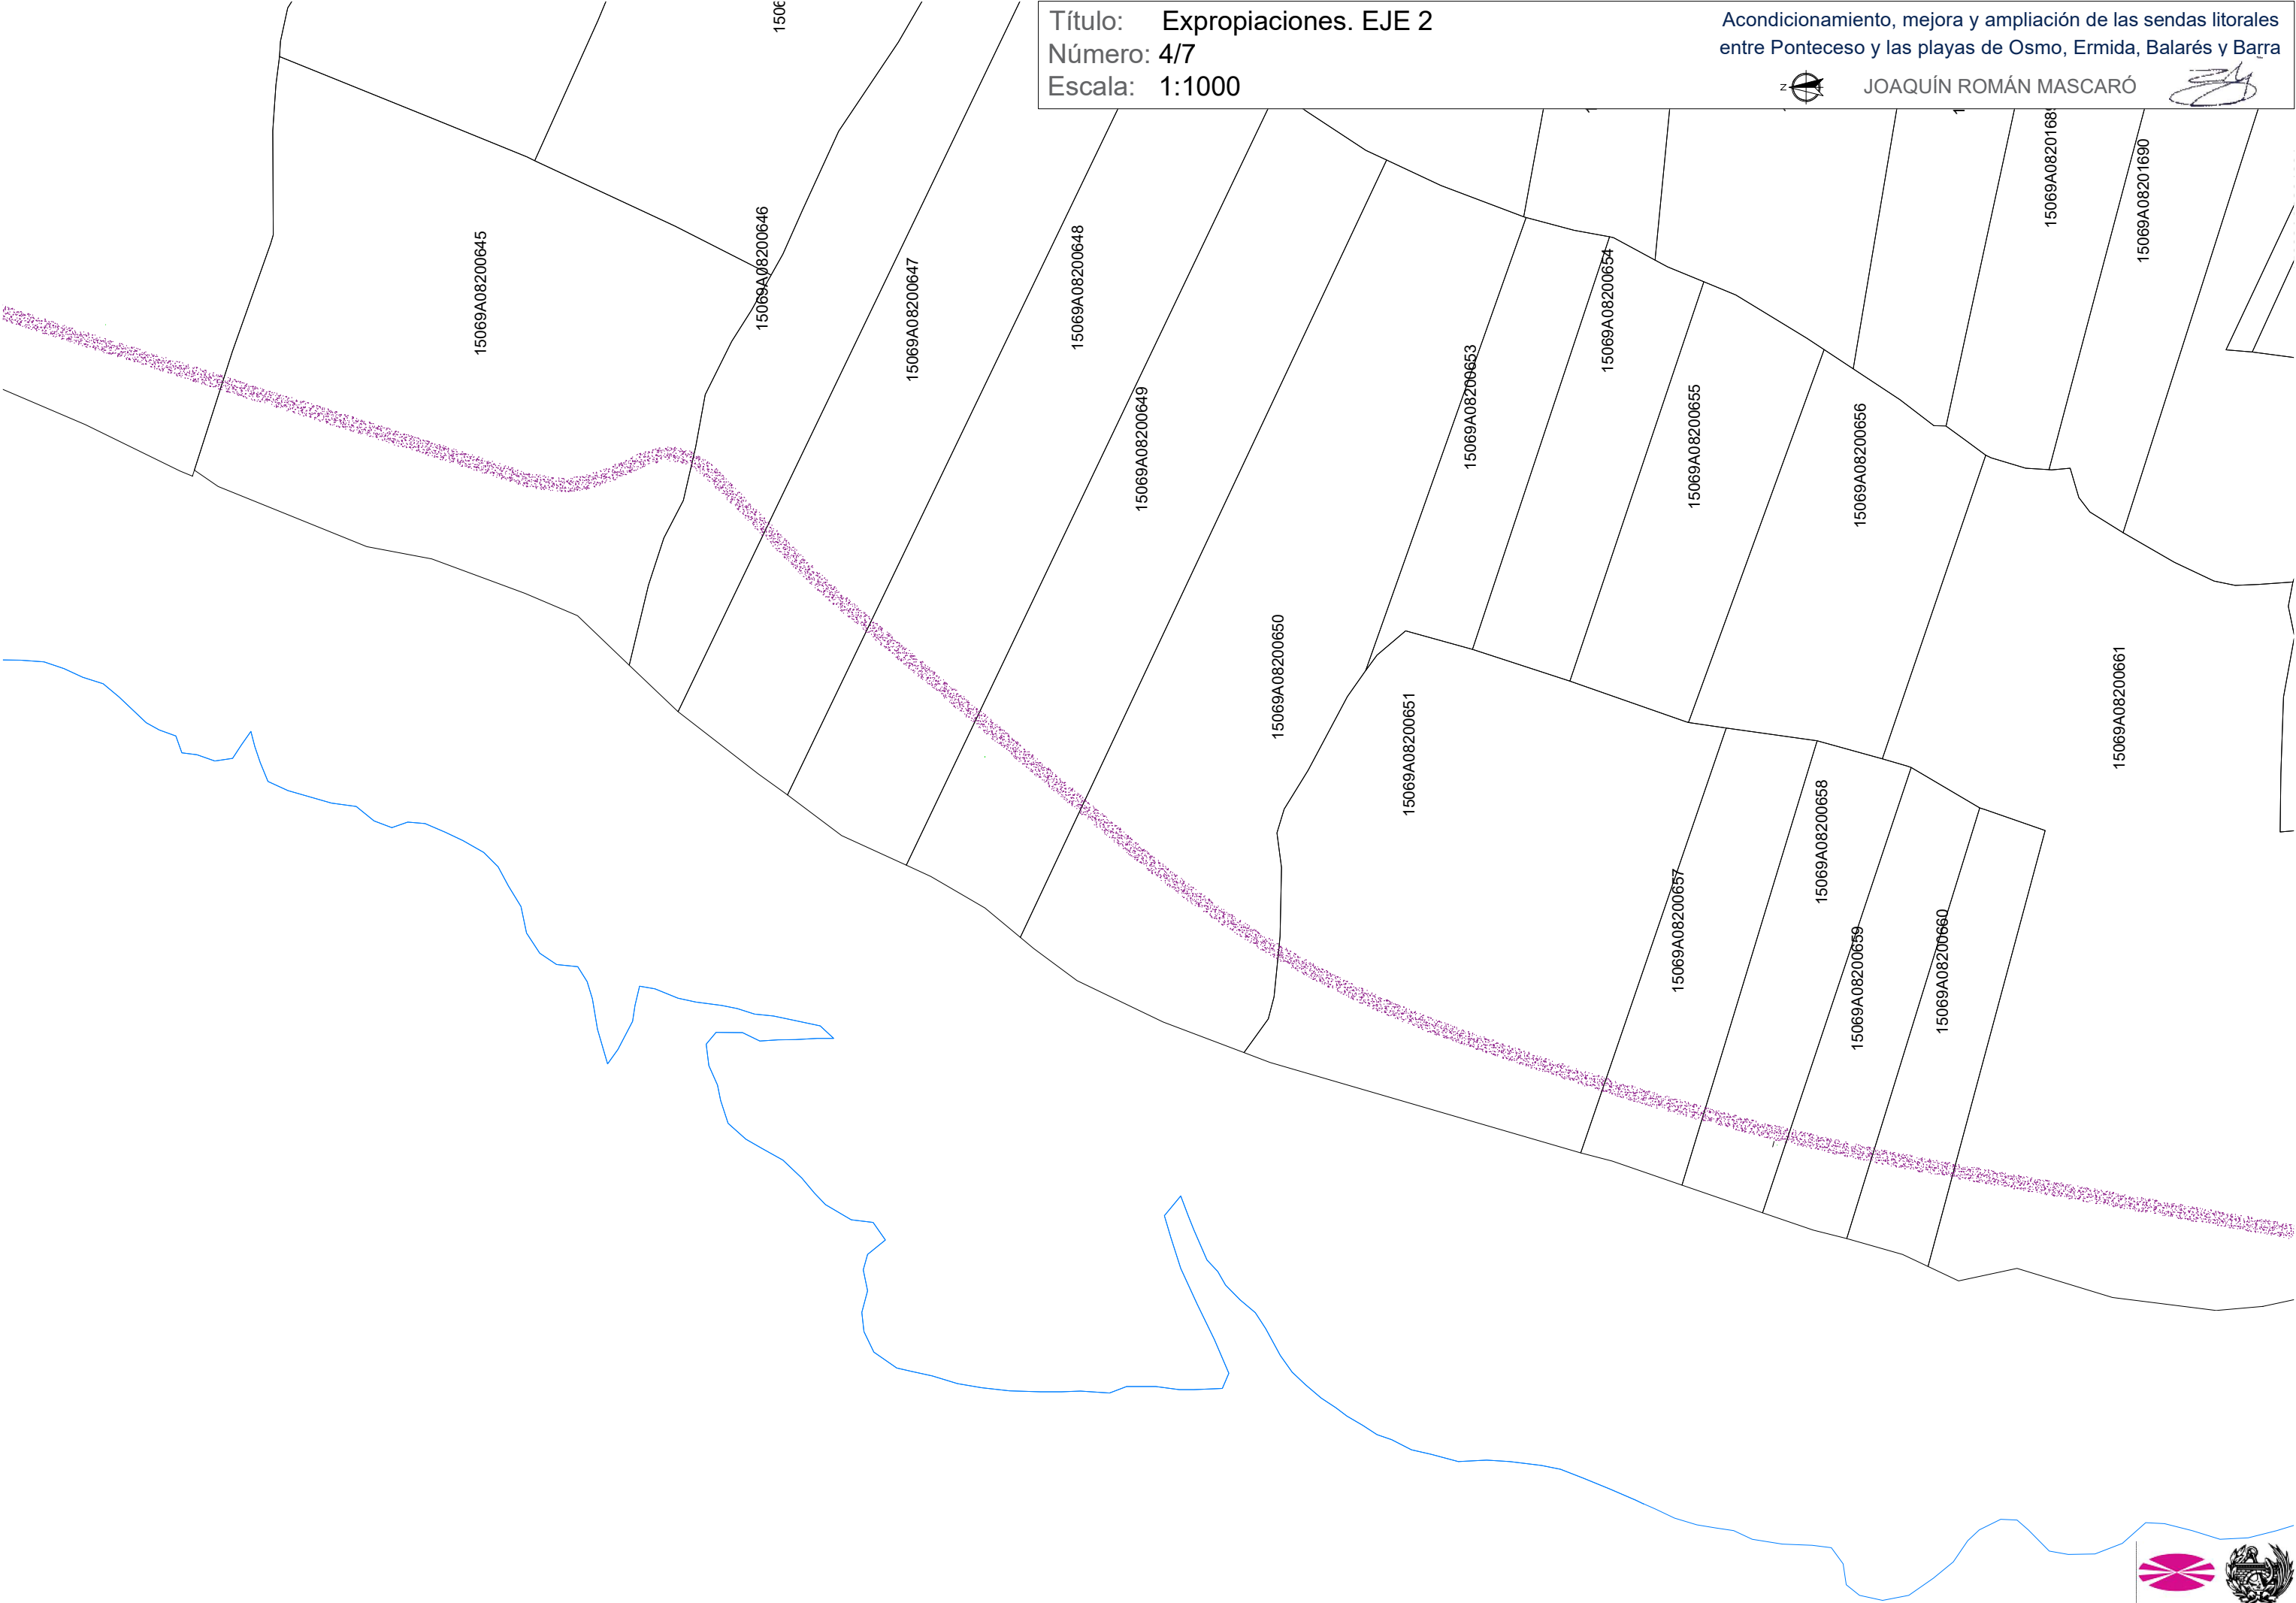 Título: Expropiaciones. EJE 2
Número: 4/7
Escala: 1:1000
Acondicionamiento, mejora y ampliación de las sendas litorales
entre Ponteceso y las playas de Osmo, Ermida, Balarés y Barra
Z
JOAQUÍN ROMÁN MASCARÓ
15069A08200645
15069A08200646
15069A08200647
15069A08200648
15069A08200649
15069A08200650
15069A08200651
15069A08200653
15069A08200654
15069A08200655
15069A08200656
15069A08200657
15069A08200658
15069A08200659
15069A08200660
15069A08200661
15069A08201689
15069A08201690